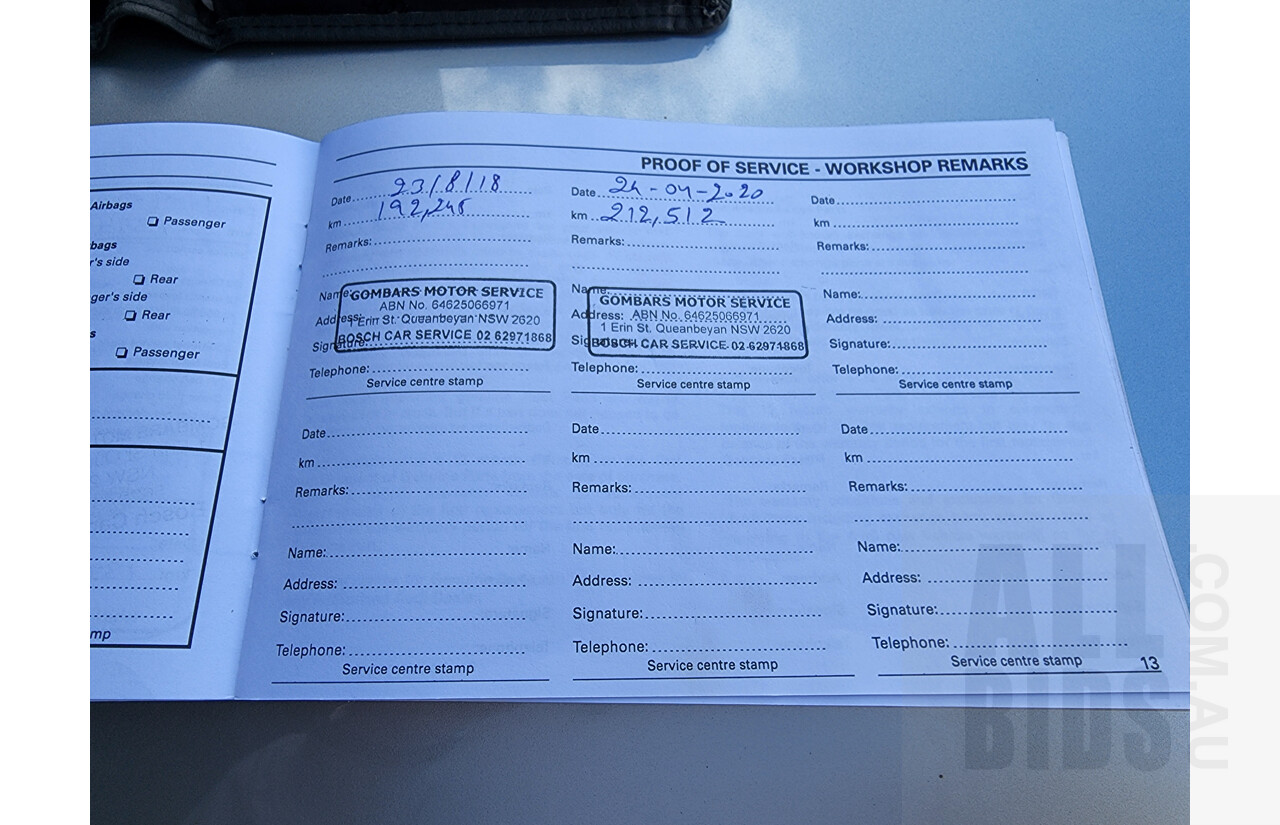 Airbags
❏ Passenger
bags
r's side
❏ Rear
ger's side
❏ Rear
s
❏ Passenger
mp
PROOF OF SERVICE - WORKSHOP REMARKS
Date 23/8/18
km 192,245
Remarks:
Name:
Address:
Signature:
GOMBARS MOTOR SERVICE
ABN No. 64625066971
1 Erin St. Queanbeyan NSW 2620
BOSCH CAR SERVICE 02 62971868
Telephone:
Service centre stamp
Date 24-04-2020
km 212,512
Remarks:
Name:
Address:
GOMBARS MOTOR SERVICE
ABN No. 64625066971
1 Erin St. Queanbeyan NSW 2620
BOSCH CAR SERVICE 02 62971868
Telephone:
Service centre stamp
Date
km
Remarks:
Name:
Address:
Signature:
Telephone:
Service centre stamp
Date
km
Remarks:
Name:
Address:
Signature:
Telephone:
Service centre stamp
Date
km
Remarks:
Name:
Address:
Signature:
Telephone:
Service centre stamp
Date
km
Remarks:
Name:
Address:
Signature:
Telephone:
Service centre stamp
13
ALL
BIDS
.COM.AU